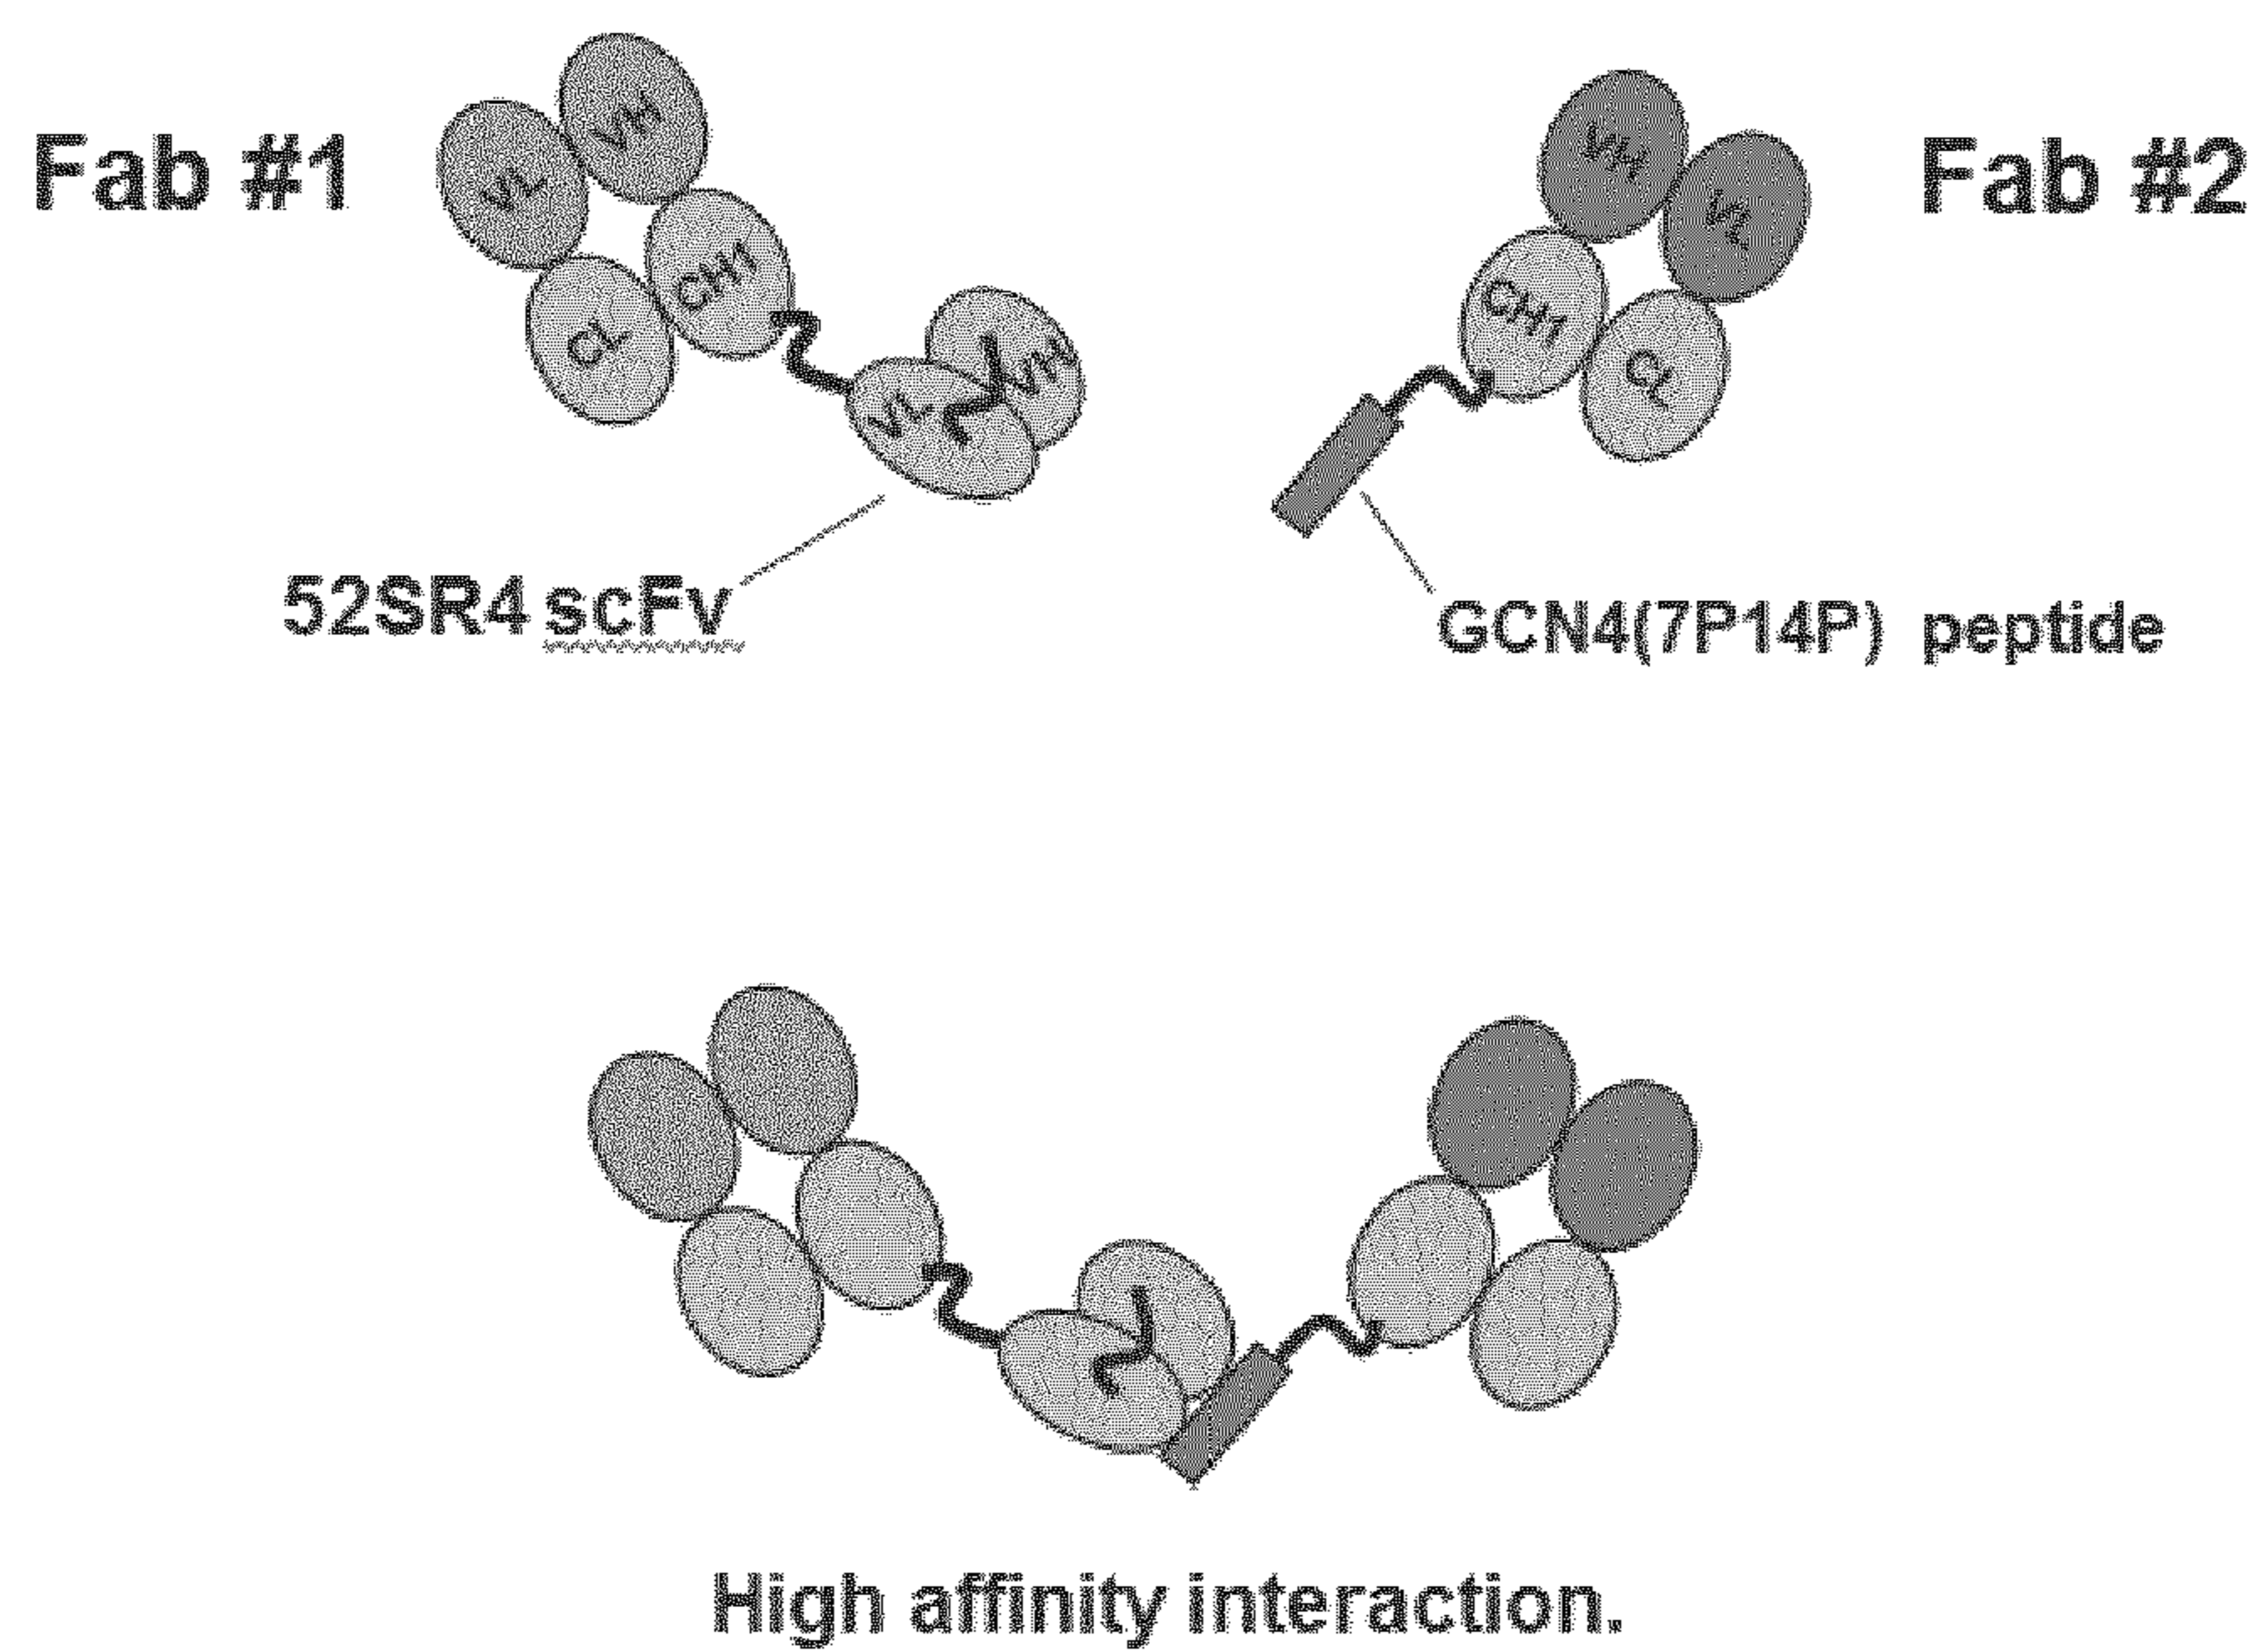 Fab #1
VH
VL
CH1
CL
VH
VL
52SR4 scFv
Fab #2
VH
VL
CH1
CL
GCN4(7P14P) peptide
High affinity interaction.